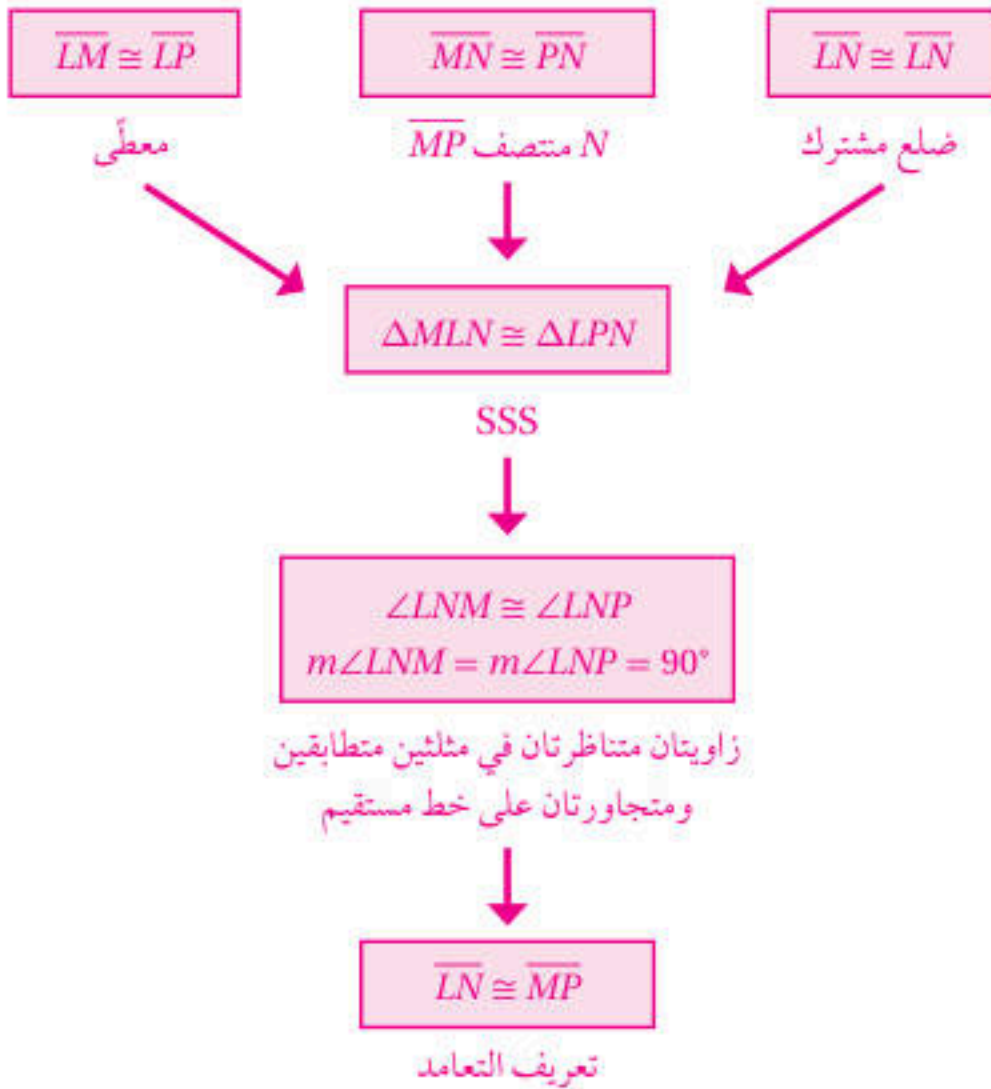 LM ≅ LP
MN ≅ PN
LN ≅ LN
معطًى
N منتصف MP
ضلع مشترك
ΔMLN ≅ ΔLPN
SSS
∠LNM ≅ ∠LNP
m∠LNM = m∠LNP = 90°
زاويتان متناظرتان في مثلثين متطابقين
ومتجاورتان على خط مستقيم
LN ≅ MP
تعريف التعامد